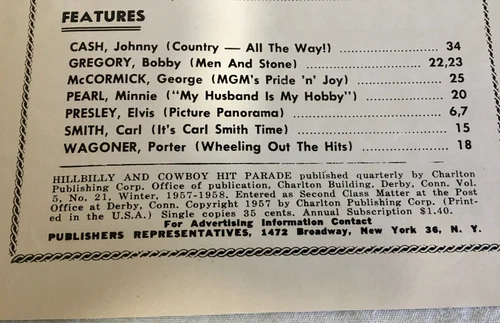 FEATURES
CASH, Johnny (Country — All The Way!) .......................... 34
GREGORY, Bobby (Men And Stone) ........................... 22,23
McCORMICK, George (MGM's Pride 'n' Joy) .................... 25
PEARL, Minnie ("My Husband Is My Hobby") ................. 20
PRESLEY, Elvis (Picture Panorama) ............................... 6,7
SMITH, Carl (It's Carl Smith Time) ................................ 15
WAGONER, Porter (Wheeling Out The Hits) .................... 18
HILLBILLY AND COWBOY HIT PARADE published quarterly by Charlton
Publishing Corp. Office of publication, Charlton Building, Derby, Conn. Vol.
5, No. 21, Winter, 1957-1958. Entered as Second Class Matter at the Post
Office at Derby, Conn. Copyright 1957 by Charlton Publishing Corp. (Print-
ed in the U.S.A.) Single copies 35 cents. Annual Subscription $1.40.
For Advertising Information Contact
PUBLISHERS REPRESENTATIVES, 1472 Broadway, New York 36, N. Y.